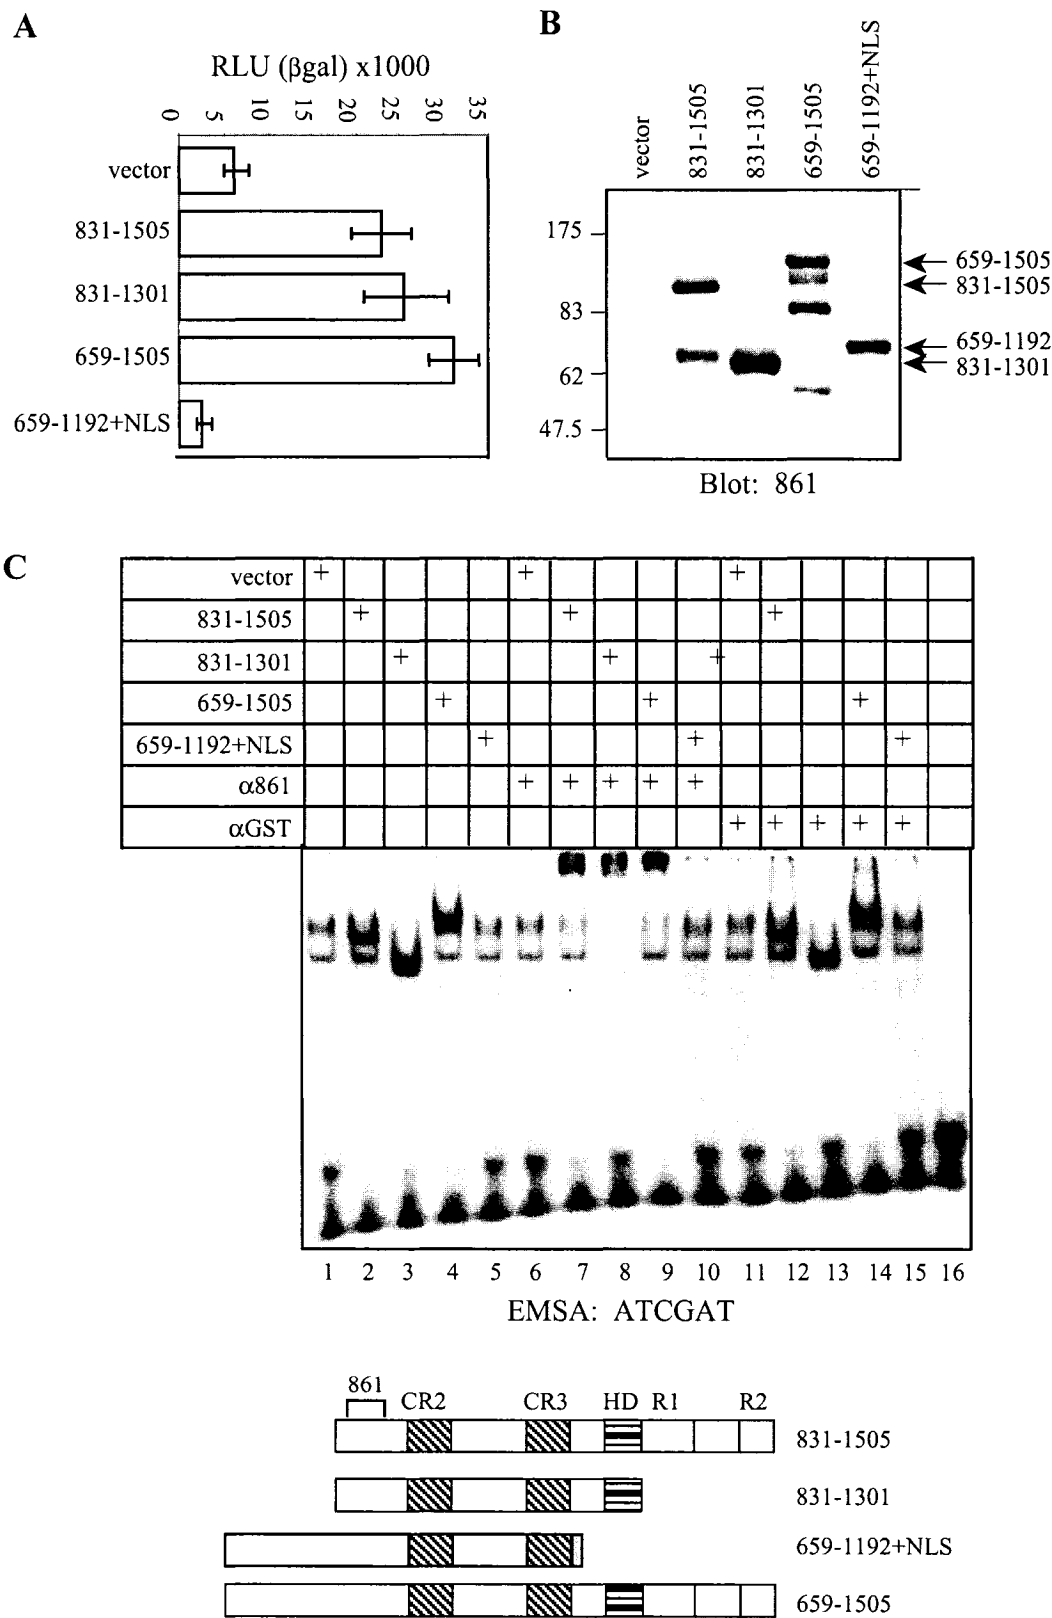 A
RLU (βgal) x1000
0 5 10 15 20 25 30 35
vector
831-1505
831-1301
659-1505
659-1192+NLS
B
vector
831-1505
831-1301
659-1505
659-1192+NLS
175
83
62
47.5
659-1505
831-1505
659-1192
831-1301
Blot: 861
C
vector + + +
831-1505 + + +
831-1301 + + +
659-1505 + + +
659-1192+NLS + + +
α861 + + + + +
αGST + + + + +
1 2 3 4 5 6 7 8 9 10 11 12 13 14 15 16
EMSA: ATCGAT
861 CR2 CR3 HD R1 R2
831-1505
831-1301
659-1192+NLS
659-1505